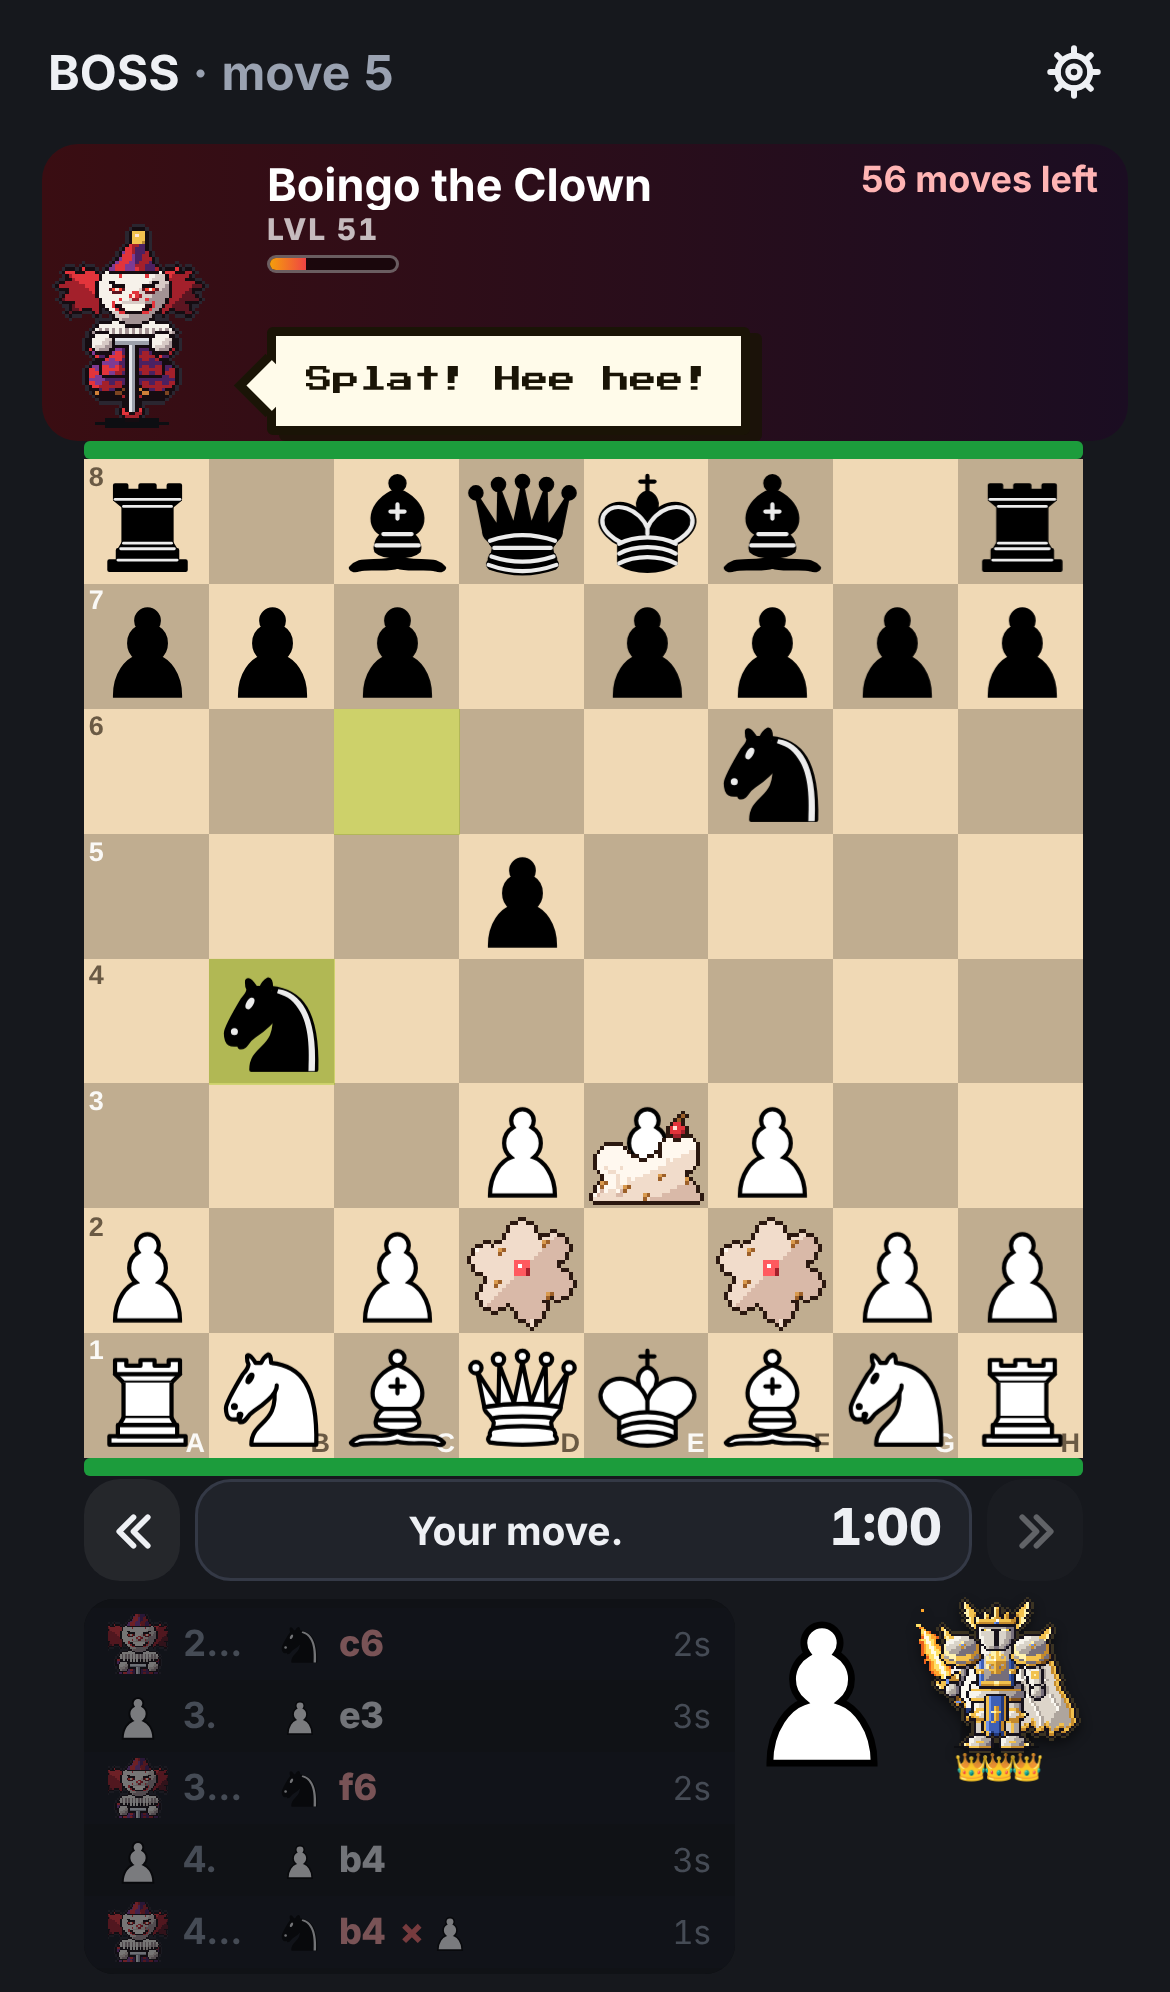 BOSS · move 5
Boingo the Clown
56 moves left
LVL 51
Splat! Hee hee!
8
7
6
5
4
3
2
1
A B C D E F G H
Your move. 1:00
2... c6 2s
3. e3 3s
3... f6 2s
4. b4 3s
4... b4 × 1s